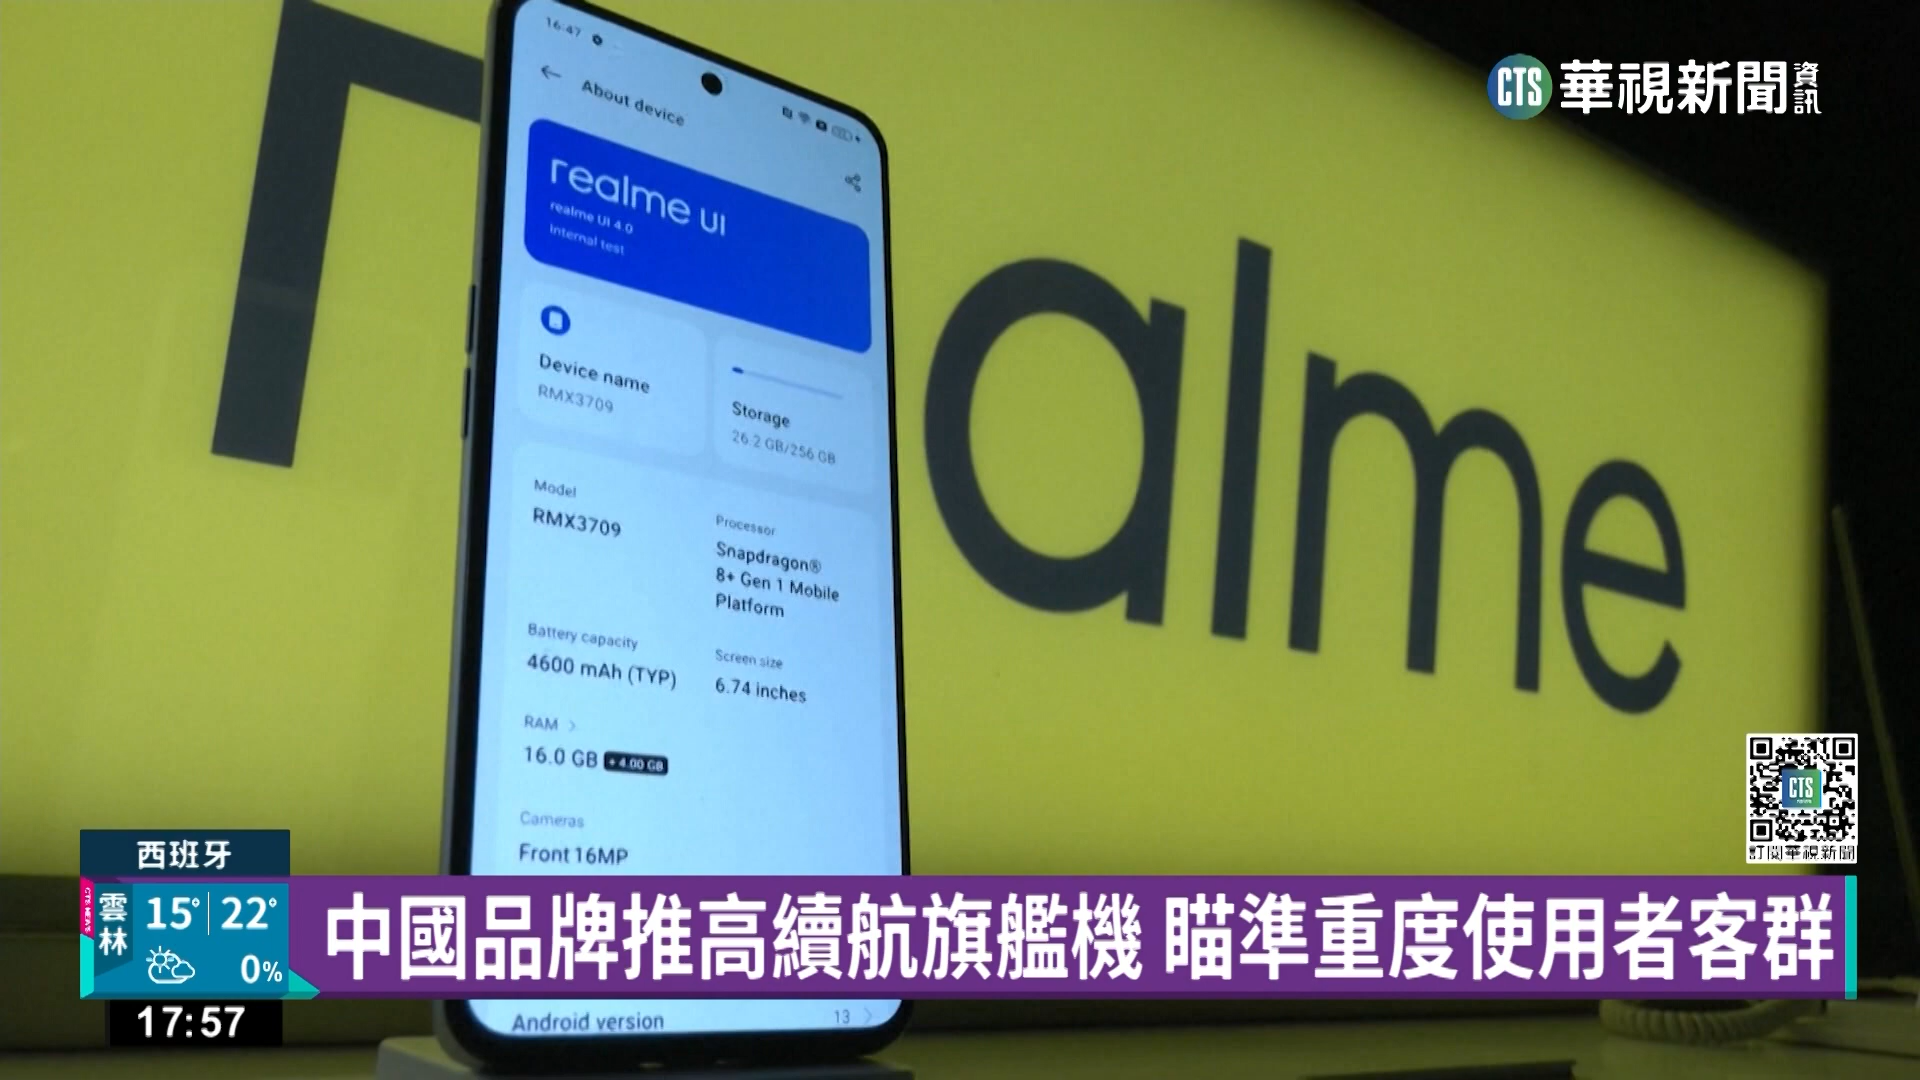 16:47
About device
realme UI
realme UI 4.0
Internal test
Device name
RMX3709
Storage
26.2 GB/256 GB
Model
RMX3709
Processor
Snapdragon®
8+ Gen 1 Mobile
Platform
Battery capacity
4600 mAh (TYP)
Screen size
6.74 inches
RAM
16.0 GB + 4.00 GB
Cameras
Front 16MP
Android version 13
r alme
CTS 華視新聞資訊
CTS
訂閱華視新聞
西班牙
CTS NEWS
雲林
15° 22°
0%
17:57
中國品牌推高續航旗艦機 瞄準重度使用者客群